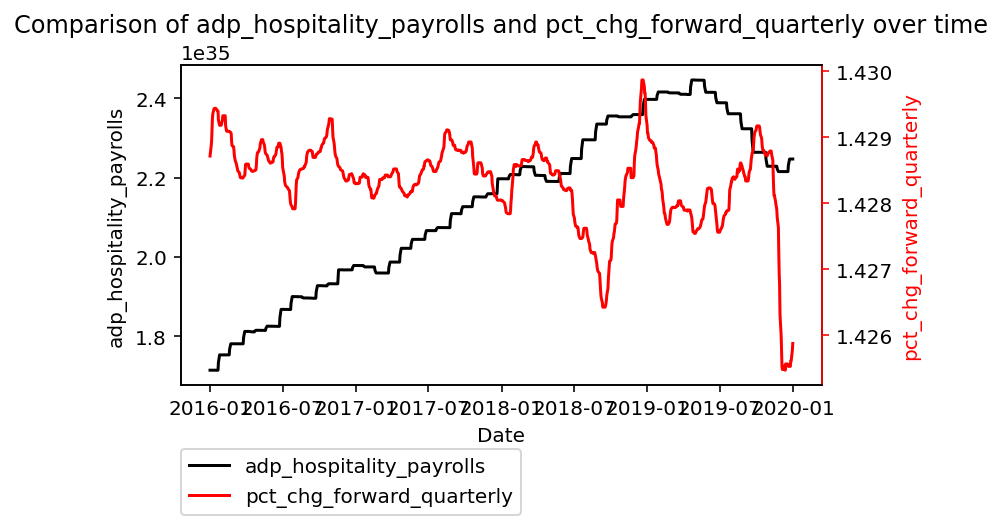 Comparison of adp_hospitality_payrolls and pct_chg_forward_quarterly over time
1e35
2.4
2.2
2.0
1.8
adp_hospitality_payrolls
1.430
1.429
1.428
1.427
1.426
pct_chg_forward_quarterly
2016-01 2016-07 2017-01 2017-07 2018-01 2018-07 2019-01 2019-07 2020-01
Date
adp_hospitality_payrolls
pct_chg_forward_quarterly